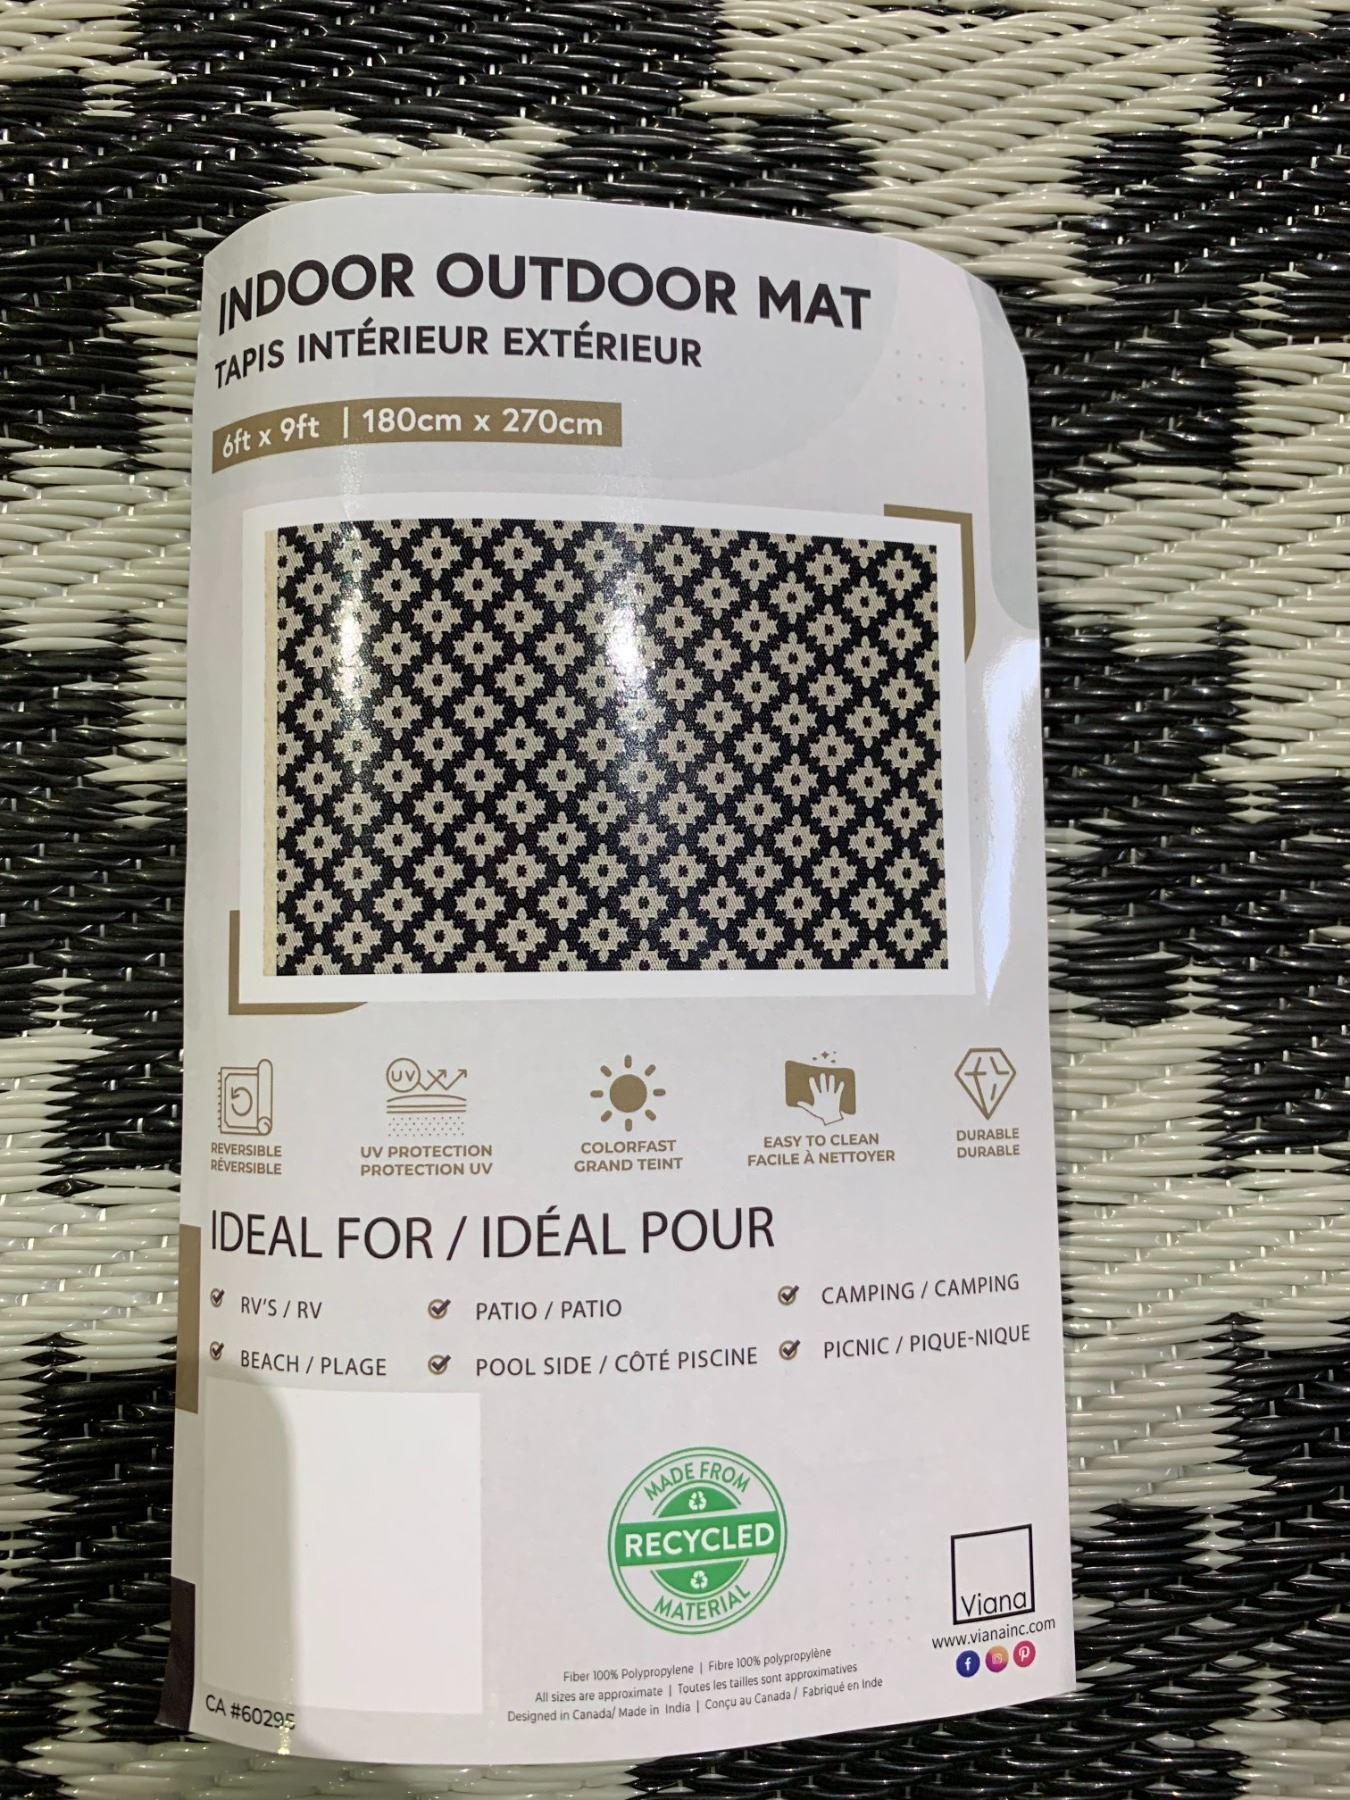 INDOOR OUTDOOR MAT
TAPIS INTÉRIEUR EXTÉRIEUR
6ft x 9ft | 180cm x 270cm
REVERSIBLE
RÉVERSIBLE
UV
UV PROTECTION
PROTECTION UV
COLORFAST
GRAND TEINT
EASY TO CLEAN
FACILE À NETTOYER
DURABLE
DURABLE
IDEAL FOR / IDÉAL POUR
RV'S / RV
PATIO / PATIO
CAMPING / CAMPING
BEACH / PLAGE
POOL SIDE / CÔTÉ PISCINE
PICNIC / PIQUE-NIQUE
MADE FROM
RECYCLED
MATERIAL
Viana
www.vianainc.com
Fiber 100% Polypropylene | Fibre 100% polypropylène
All sizes are approximate | Toutes les tailles sont approximatives
Designed in Canada/ Made in India | Conçu au Canada / Fabriqué en Inde
CA #60295